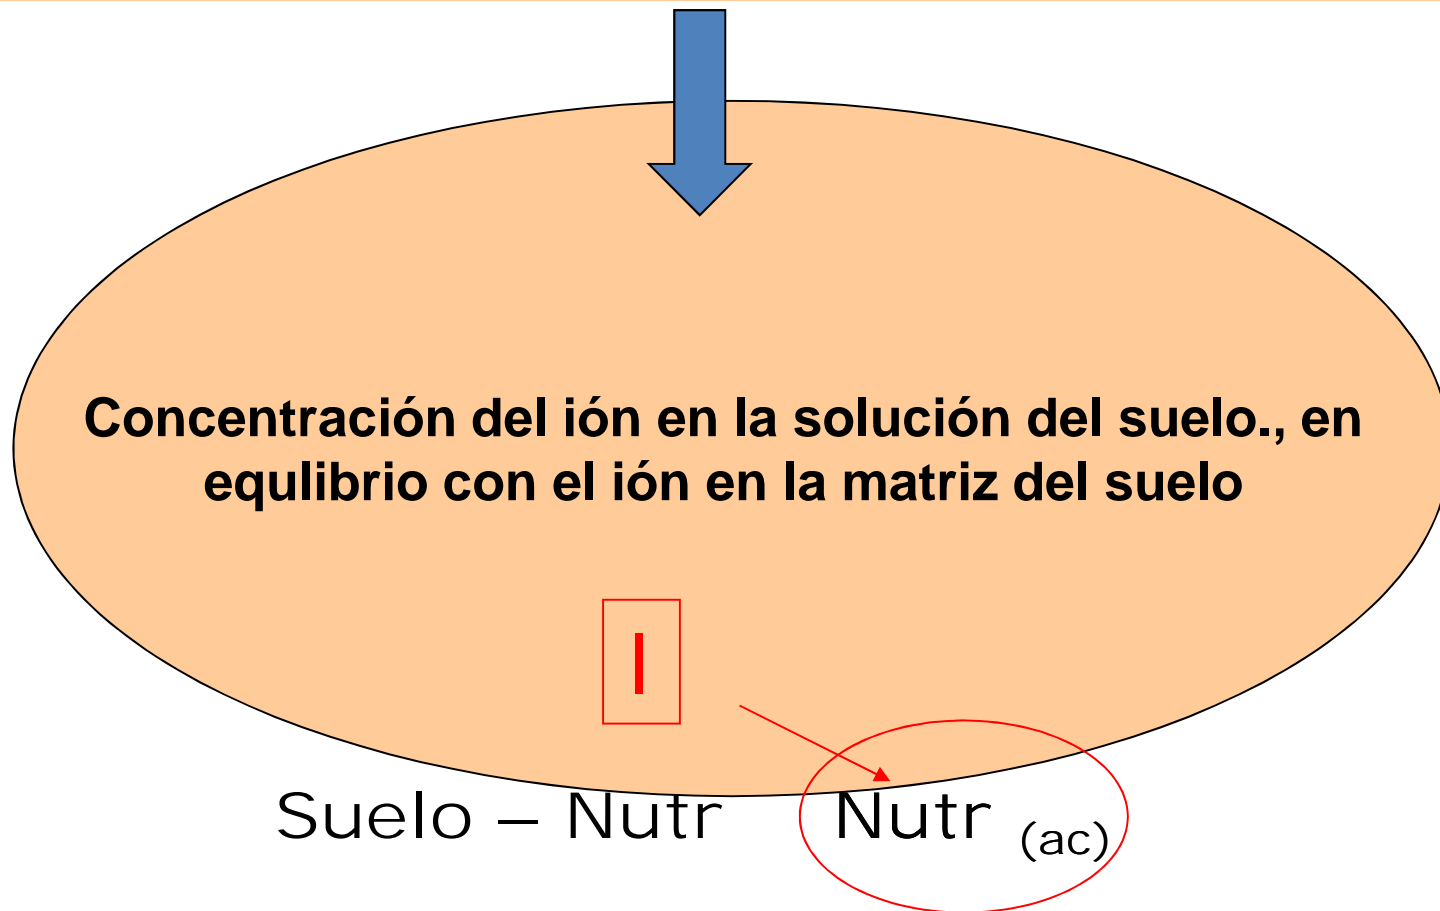 Concentración del ión en la solución del suelo., en
equlibrio con el ión en la matriz del suelo
I
Suelo – Nutr Nutr (ac)